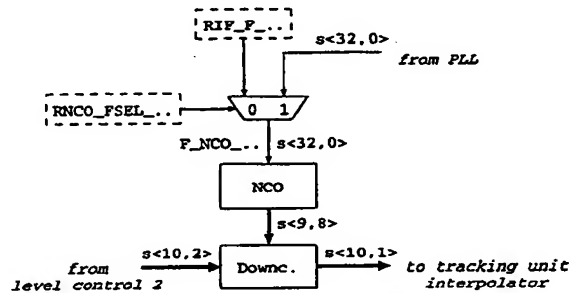 RIF_F_..
s<32,0>
from PLL
RNCO_FSEL_..
0 1
F_NCO_.. s<32,0>
NCO
s<9,8>
s<10,2>
Downc.
s<10,1>
from
level control 2
to tracking unit
interpolator